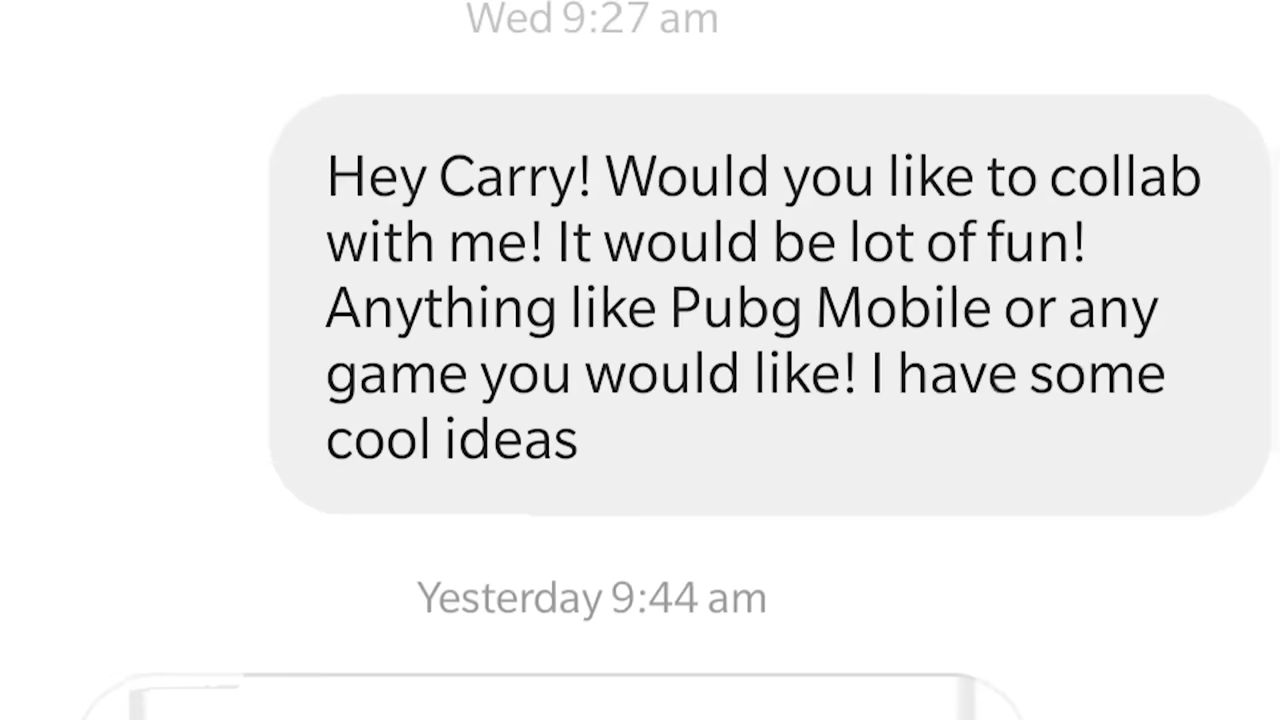 Wed 9:27 am
Hey Carry! Would you like to collab
with me! It would be lot of fun!
Anything like Pubg Mobile or any
game you would like! I have some
cool ideas
Yesterday 9:44 am